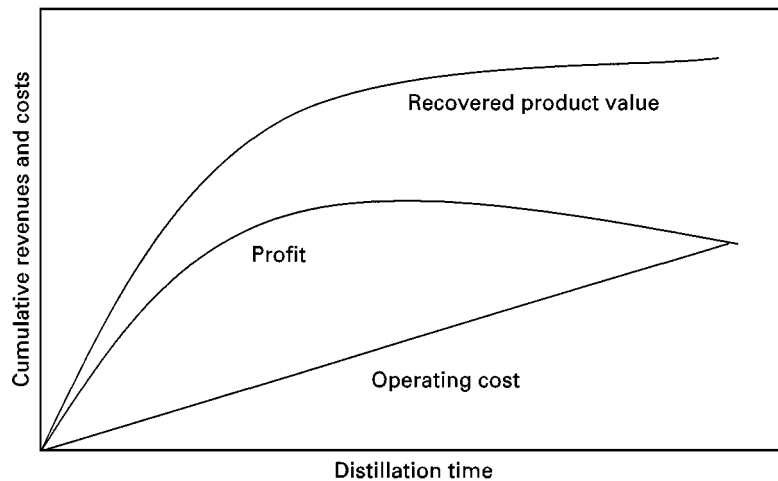 Cumulative revenues and costs
Recovered product value
Profit
Operating cost
Distillation time